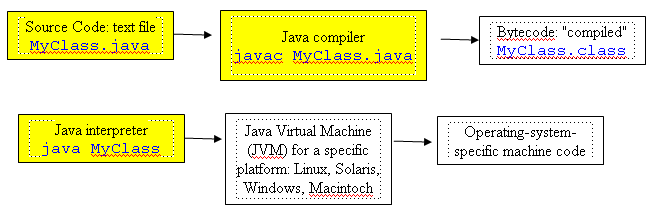 Source Code: text file
MyClass.java
Java compiler
javac MyClass.java
Bytecode: "compiled"
MyClass.class
Java interpreter
java MyClass
Java Virtual Machine
(JVM) for a specific
platform: Linux, Solaris,
Windows, Macintoch
Operating-system-
specific machine code